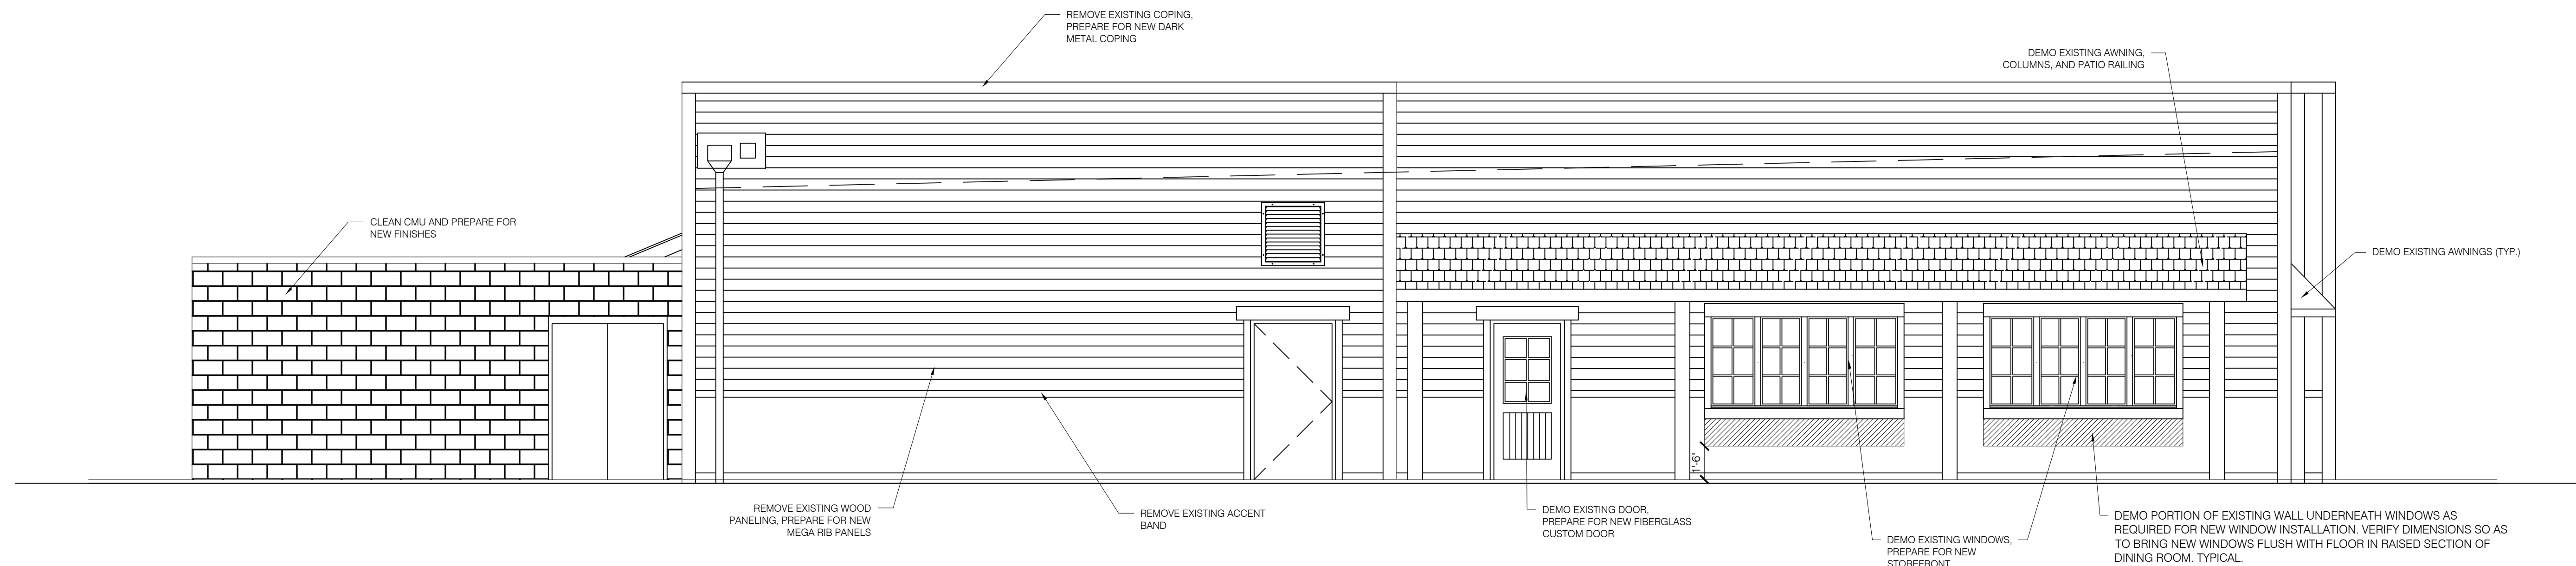 REMOVE EXISTING COPING,
PREPARE FOR NEW DARK
METAL COPING
DEMO EXISTING AWNING,
COLUMNS, AND PATIO RAILING
CLEAN CMU AND PREPARE FOR
NEW FINISHES
DEMO EXISTING AWNINGS (TYP.)
1'-6"
REMOVE EXISTING WOOD
PANELING, PREPARE FOR NEW
MEGA RIB PANELS
REMOVE EXISTING ACCENT
BAND
DEMO EXISTING DOOR,
PREPARE FOR NEW FIBERGLASS
CUSTOM DOOR
DEMO EXISTING WINDOWS,
PREPARE FOR NEW
STOREFRONT
DEMO PORTION OF EXISTING WALL UNDERNEATH WINDOWS AS
REQUIRED FOR NEW WINDOW INSTALLATION. VERIFY DIMENSIONS SO AS
TO BRING NEW WINDOWS FLUSH WITH FLOOR IN RAISED SECTION OF
DINING ROOM. TYPICAL.